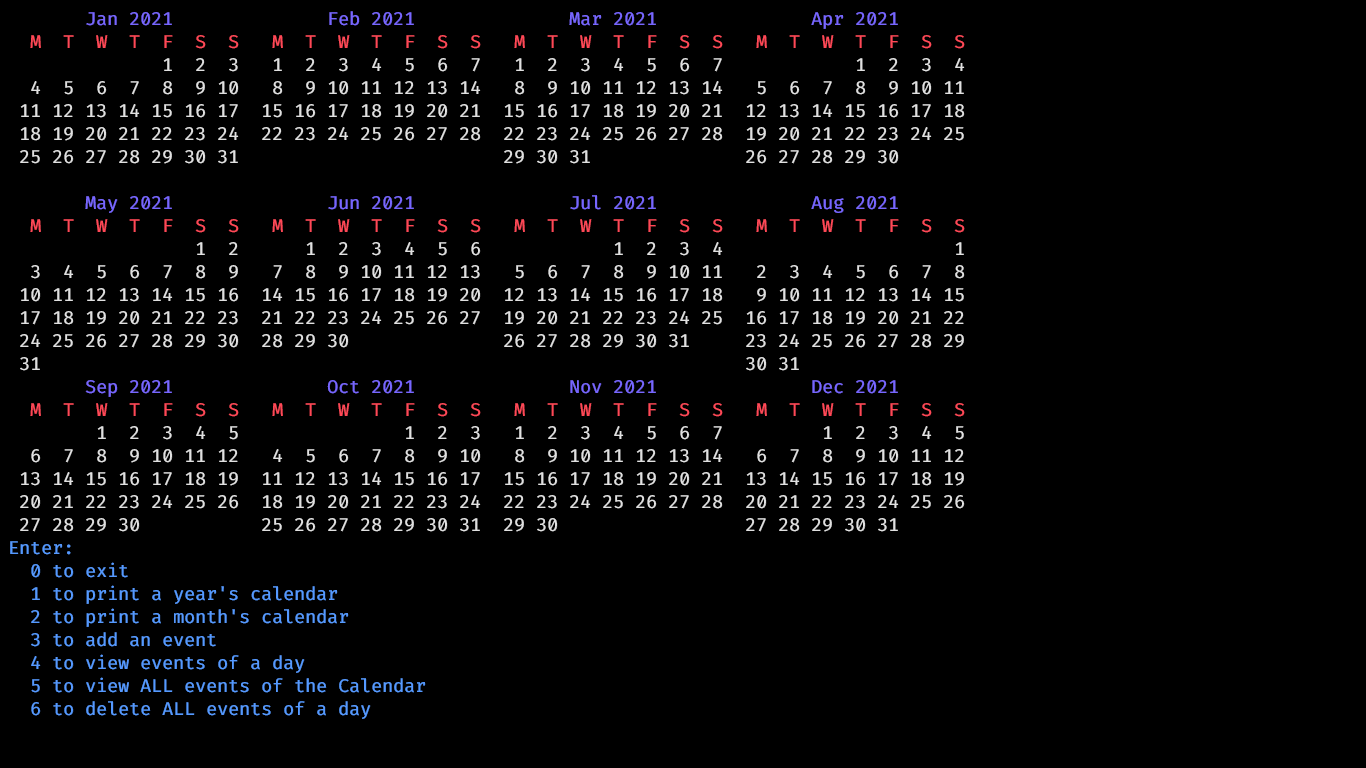 Jan 2021              Feb 2021              Mar 2021              Apr 2021
  M  T  W  T  F  S  S   M  T  W  T  F  S  S   M  T  W  T  F  S  S   M  T  W  T  F  S  S
              1  2  3   1  2  3  4  5  6  7   1  2  3  4  5  6  7            1  2  3  4
  4  5  6  7  8  9 10   8  9 10 11 12 13 14   8  9 10 11 12 13 14   5  6  7  8  9 10 11
 11 12 13 14 15 16 17  15 16 17 18 19 20 21  15 16 17 18 19 20 21  12 13 14 15 16 17 18
 18 19 20 21 22 23 24  22 23 24 25 26 27 28  22 23 24 25 26 27 28  19 20 21 22 23 24 25
 25 26 27 28 29 30 31                        29 30 31              26 27 28 29 30
       May 2021              Jun 2021              Jul 2021              Aug 2021
  M  T  W  T  F  S  S   M  T  W  T  F  S  S   M  T  W  T  F  S  S   M  T  W  T  F  S  S
                 1  2      1  2  3  4  5  6            1  2  3  4                     1
  3  4  5  6  7  8  9   7  8  9 10 11 12 13   5  6  7  8  9 10 11   2  3  4  5  6  7  8
 10 11 12 13 14 15 16  14 15 16 17 18 19 20  12 13 14 15 16 17 18   9 10 11 12 13 14 15
 17 18 19 20 21 22 23  21 22 23 24 25 26 27  19 20 21 22 23 24 25  16 17 18 19 20 21 22
 24 25 26 27 28 29 30  28 29 30              26 27 28 29 30 31     23 24 25 26 27 28 29
 31                                                                30 31
       Sep 2021              Oct 2021              Nov 2021              Dec 2021
  M  T  W  T  F  S  S   M  T  W  T  F  S  S   M  T  W  T  F  S  S   M  T  W  T  F  S  S
        1  2  3  4  5               1  2  3   1  2  3  4  5  6  7         1  2  3  4  5
  6  7  8  9 10 11 12   4  5  6  7  8  9 10   8  9 10 11 12 13 14   6  7  8  9 10 11 12
 13 14 15 16 17 18 19  11 12 13 14 15 16 17  15 16 17 18 19 20 21  13 14 15 16 17 18 19
 20 21 22 23 24 25 26  18 19 20 21 22 23 24  22 23 24 25 26 27 28  20 21 22 23 24 25 26
 27 28 29 30           25 26 27 28 29 30 31  29 30                 27 28 29 30 31
Enter:
  0 to exit
  1 to print a year's calendar
  2 to print a month's calendar
  3 to add an event
  4 to view events of a day
  5 to view ALL events of the Calendar
  6 to delete ALL events of a day